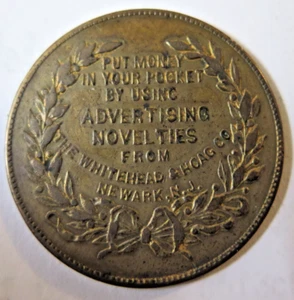 PUT MONEY
IN YOUR POCKET
BY USING
ADVERTISING
NOVELTIES
FROM
THE WHITEHEAD & HOAG CO.
NEWARK, N.J.